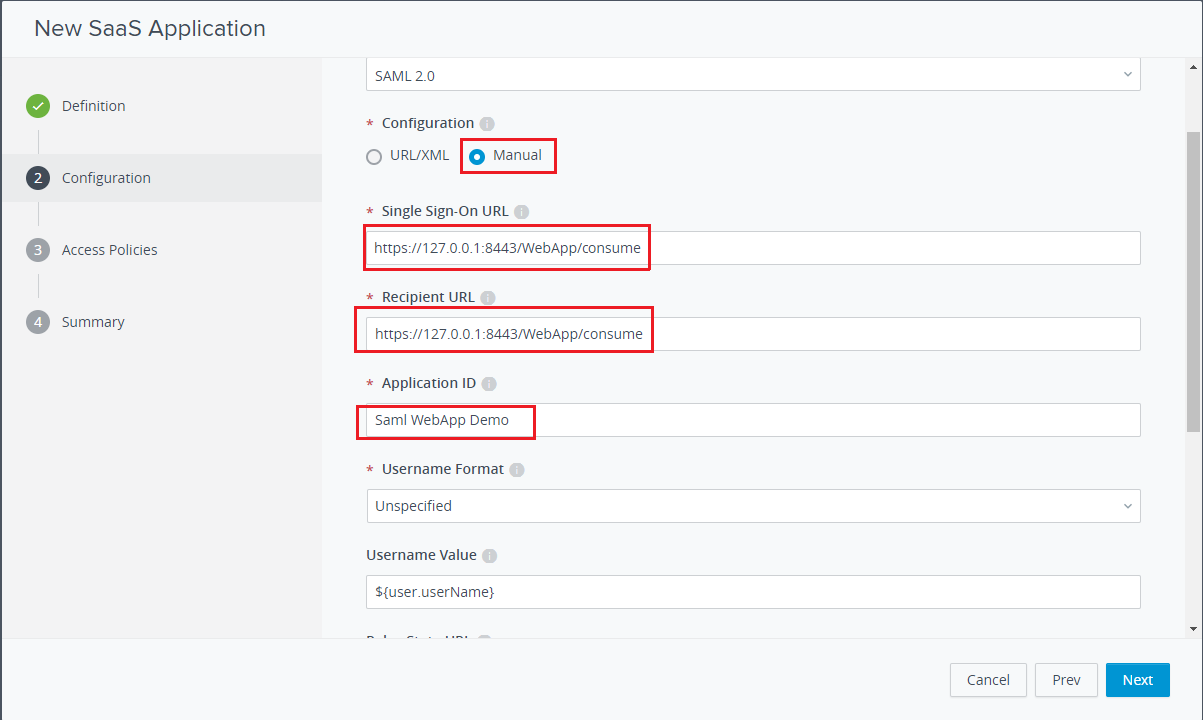 New SaaS Application
Definition
2 Configuration
3 Access Policies
4 Summary
SAML 2.0
* Configuration i
URL/XML Manual
* Single Sign-On URL i
https://127.0.0.1:8443/WebApp/consume
* Recipient URL i
https://127.0.0.1:8443/WebApp/consume
* Application ID i
Saml WebApp Demo
* Username Format i
Unspecified
Username Value i
${user.userName}
Cancel Prev Next